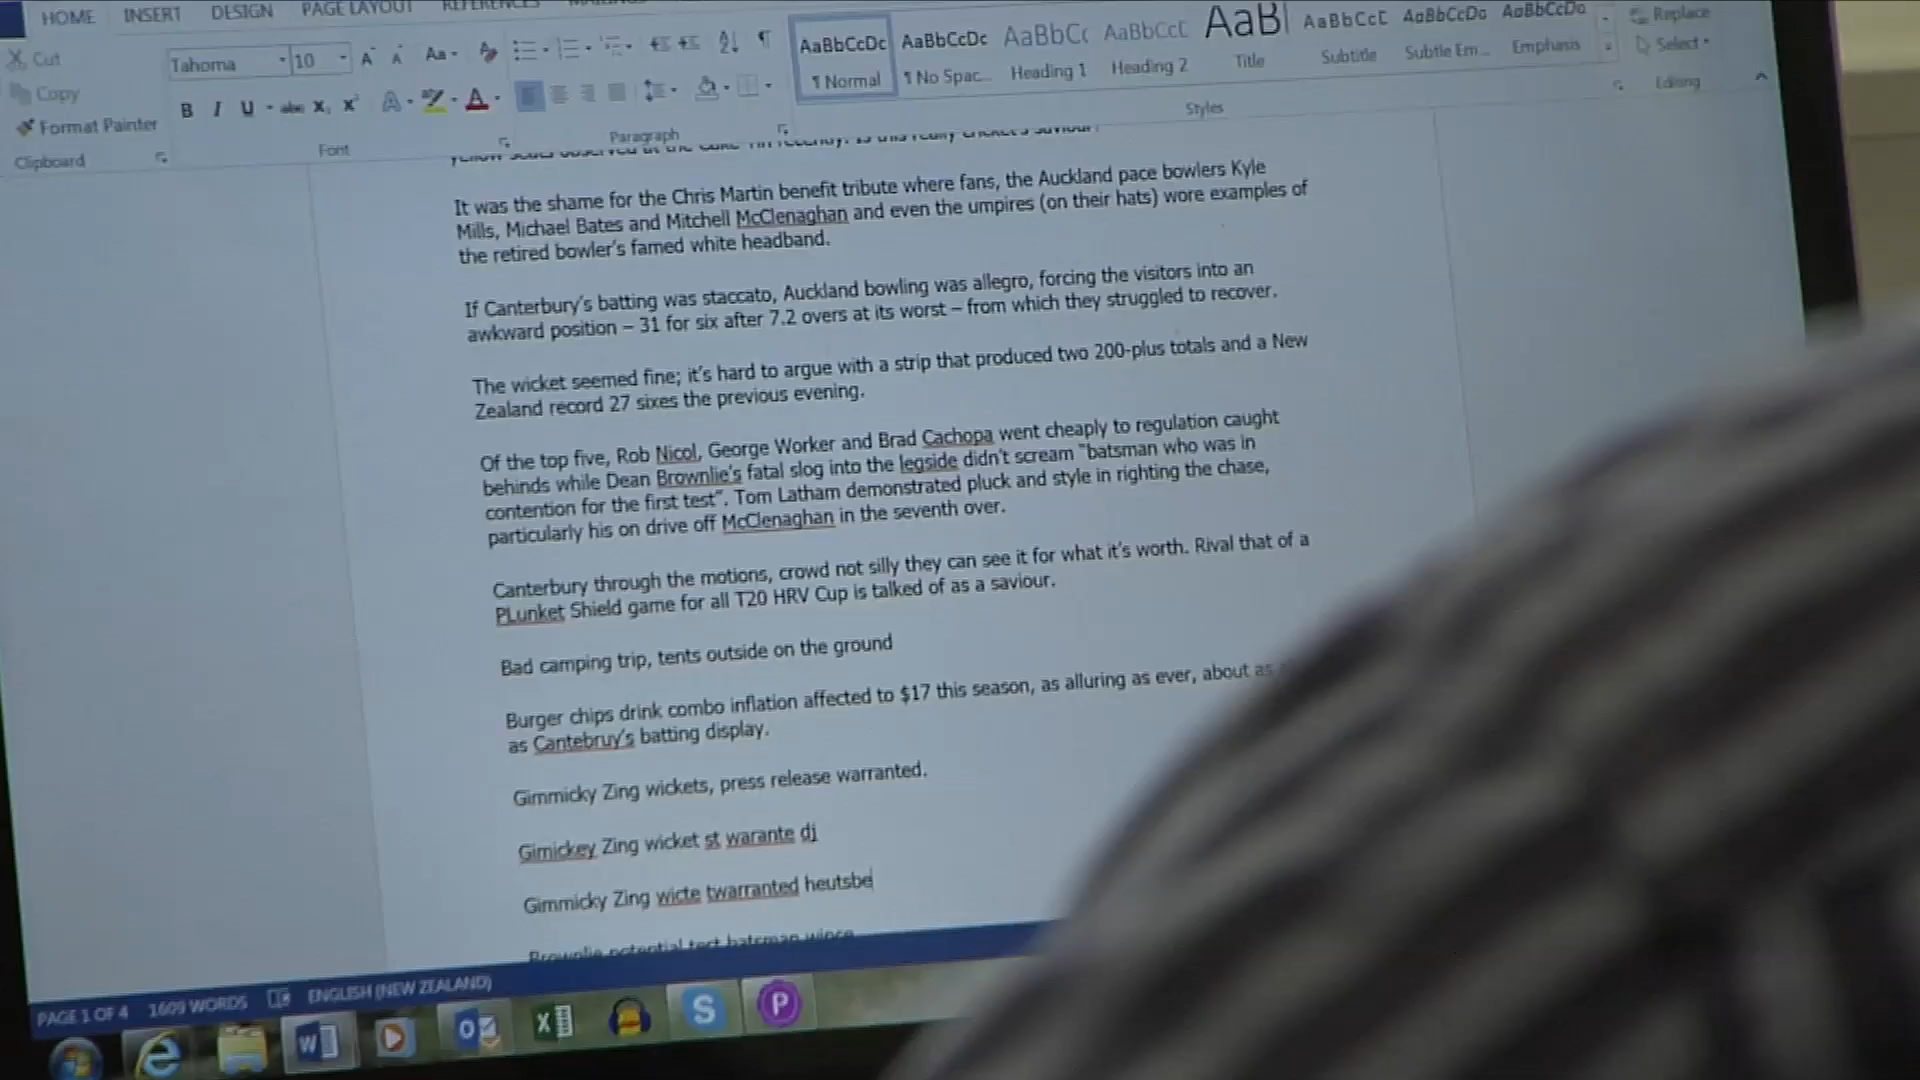 HOME INSERT DESIGN PAGE LAYOUT REFERENCES
Cut
Copy
Format Painter
Clipboard
Tahoma 10
Aa
B I U abc X₂ X²
Font
Paragraph
AaBbCcDc AaBbCcDc AaBbCc AaBbCcC AaBl AaBbCcC AaBbCcDa AaBbCcDa
¶ Normal ¶ No Spac... Heading 1 Heading 2 Title Subtitle Subtle Em... Emphasis
Styles
Replace
Select
Editing
It was the shame for the Chris Martin benefit tribute where fans, the Auckland pace bowlers Kyle
Mills, Michael Bates and Mitchell McClenaghan and even the umpires (on their hats) wore examples of
the retired bowler's famed white headband.
If Canterbury's batting was staccato, Auckland bowling was allegro, forcing the visitors into an
awkward position – 31 for six after 7.2 overs at its worst – from which they struggled to recover.
The wicket seemed fine; it's hard to argue with a strip that produced two 200-plus totals and a New
Zealand record 27 sixes the previous evening.
Of the top five, Rob Nicol, George Worker and Brad Cachopa went cheaply to regulation caught
behinds while Dean Brownlie's fatal slog into the legside didn't scream "batsman who was in
contention for the first test". Tom Latham demonstrated pluck and style in righting the chase,
particularly his on drive off McClenaghan in the seventh over.
Canterbury through the motions, crowd not silly they can see it for what it's worth. Rival that of a
PLunket Shield game for all T20 HRV Cup is talked of as a saviour.
Bad camping trip, tents outside on the ground
Burger chips drink combo inflation affected to $17 this season, as alluring as ever, about as
as Cantebruy's batting display.
Gimmicky Zing wickets, press release warranted.
Gimickey Zing wicket st warante dj
Gimmicky Zing wicte twarranted heutsbe
Brownlie potential test batsman wince
PAGE 1 OF 4 1609 WORDS ENGLISH (NEW ZEALAND)